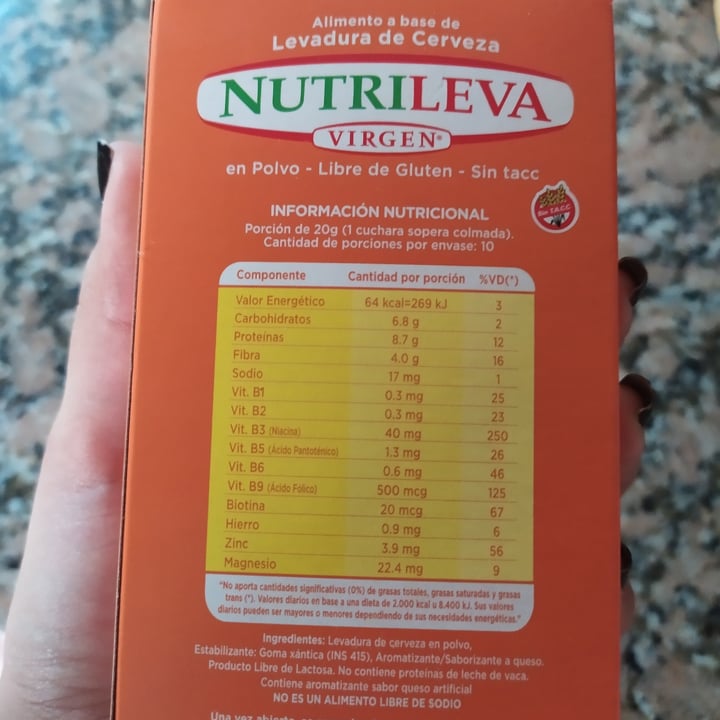 Alimento a base de
Levadura de Cerveza
NUTRILEVA
VIRGEN®
en Polvo - Libre de Gluten - Sin tacc
Sin T.A.C.C.
INFORMACIÓN NUTRICIONAL
Porción de 20g (1 cuchara sopera colmada).
Cantidad de porciones por envase: 10
Componente Cantidad por porción %VD(*)
Valor Energético 64 kcal=269 kJ 3
Carbohidratos 6.8 g 2
Proteínas 8.7 g 12
Fibra 4.0 g 16
Sodio 17 mg 1
Vit. B1 0.3 mg 25
Vit. B2 0.3 mg 23
Vit. B3 (Niacina) 40 mg 250
Vit. B5 (Ácido Pantoténico) 1.3 mg 26
Vit. B6 0.6 mg 46
Vit. B9 (Ácido Fólico) 500 mcg 125
Biotina 20 mcg 67
Hierro 0.9 mg 6
Zinc 3.9 mg 56
Magnesio 22.4 mg 9
"No aporta cantidades significativas (0%) de grasas totales, grasas saturadas y grasas
trans (*). Valores diarios en base a una dieta de 2.000 kcal u 8.400 kJ. Sus valores
diarios pueden ser mayores o menores dependiendo de sus necesidades energéticas."
Ingredientes: Levadura de cerveza en polvo,
Estabilizante: Goma xántica (INS 415), Aromatizante/Saborizante a queso.
Producto Libre de Lactosa. No contiene proteínas de leche de vaca.
Contiene aromatizante sabor queso artificial
NO ES UN ALIMENTO LIBRE DE SODIO
Una vez abierto,